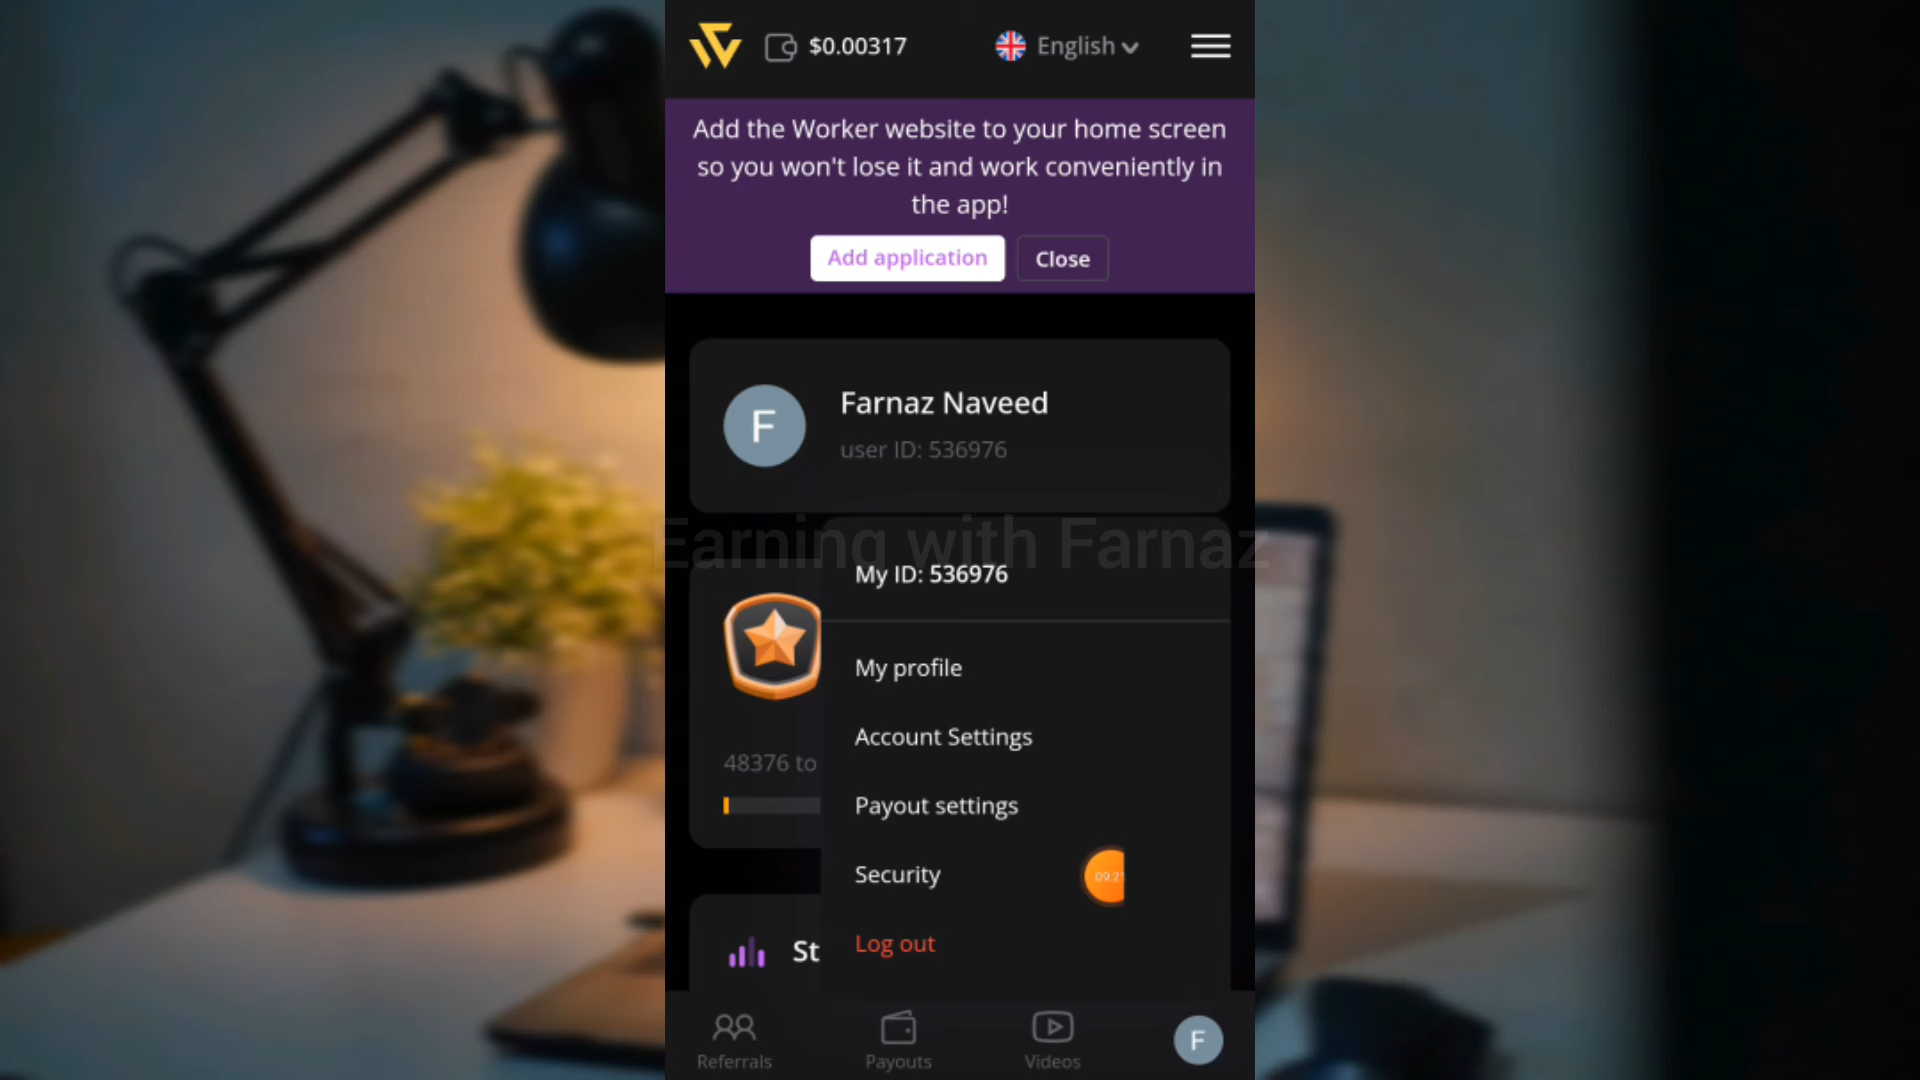 $0.00317
English
Add the Worker website to your home screen
so you won't lose it and work conveniently in
the app!
Add application
Close
F
Farnaz Naveed
user ID: 536976
Earning with Farnaz
My ID: 536976
My profile
48376 to
Account Settings
Payout settings
Security
09:2
St
Log out
Referrals
Payouts
Videos
F